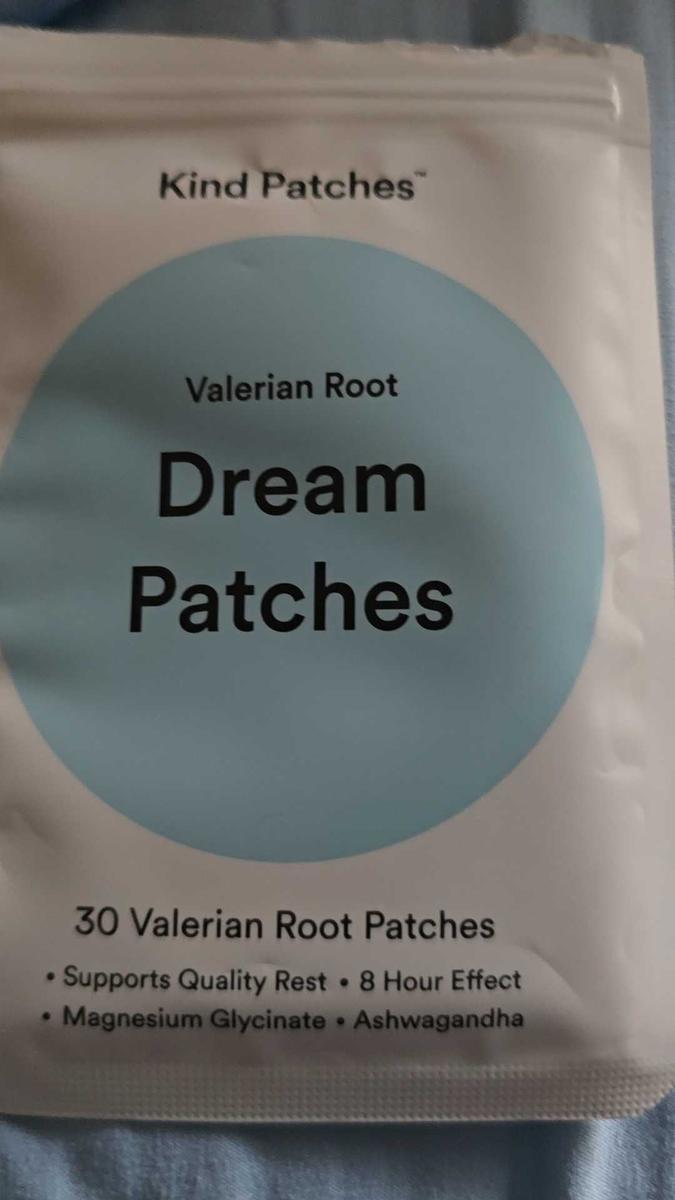 Kind Patches™
Valerian Root
Dream
Patches
30 Valerian Root Patches
• Supports Quality Rest • 8 Hour Effect
• Magnesium Glycinate • Ashwagandha